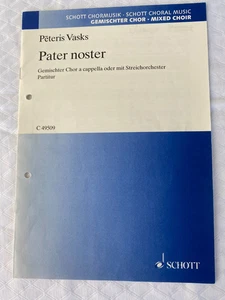 SCHOTT CHORMUSIK - SCHOTT CHORAL MUSIC
GEMISCHTER CHOR - MIXED CHOIR
Pēteris Vasks
Pater noster
Gemischter Chor a cappella oder mit Streichorchester
Partitur
C 49509
SCHOTT